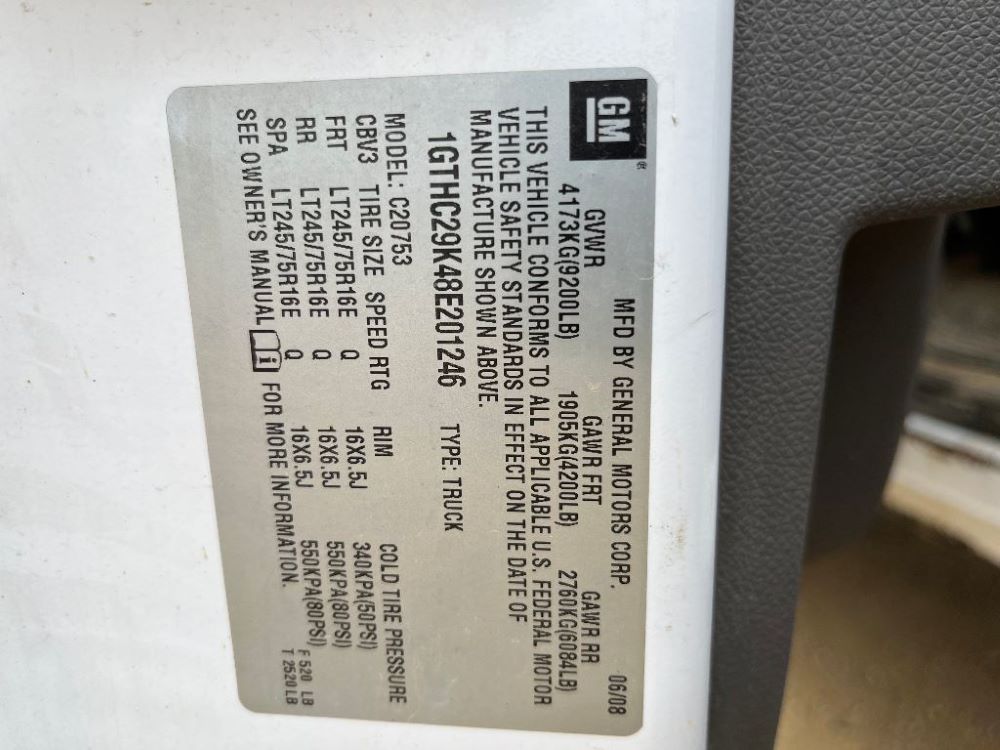 GM®
MFD BY GENERAL MOTORS CORP. 06/08
GVWR GAWR FRT GAWR RR
4173KG(9200LB) 1905KG(4200LB) 2760KG(6084LB)
THIS VEHICLE CONFORMS TO ALL APPLICABLE U.S. FEDERAL MOTOR
VEHICLE SAFETY STANDARDS IN EFFECT ON THE DATE OF
MANUFACTURE SHOWN ABOVE.
1GTHC29K48E201246 TYPE: TRUCK
MODEL: C20753
CBV3 TIRE SIZE SPEED RTG RIM COLD TIRE PRESSURE
FRT LT245/75R16E Q 16X6.5J 340KPA(50PSI)
RR LT245/75R16E Q 16X6.5J 550KPA(80PSI)
SPA LT245/75R16E Q 16X6.5J 550KPA(80PSI)
SEE OWNER'S MANUAL i FOR MORE INFORMATION.
F 520 LB
T 2520 LB